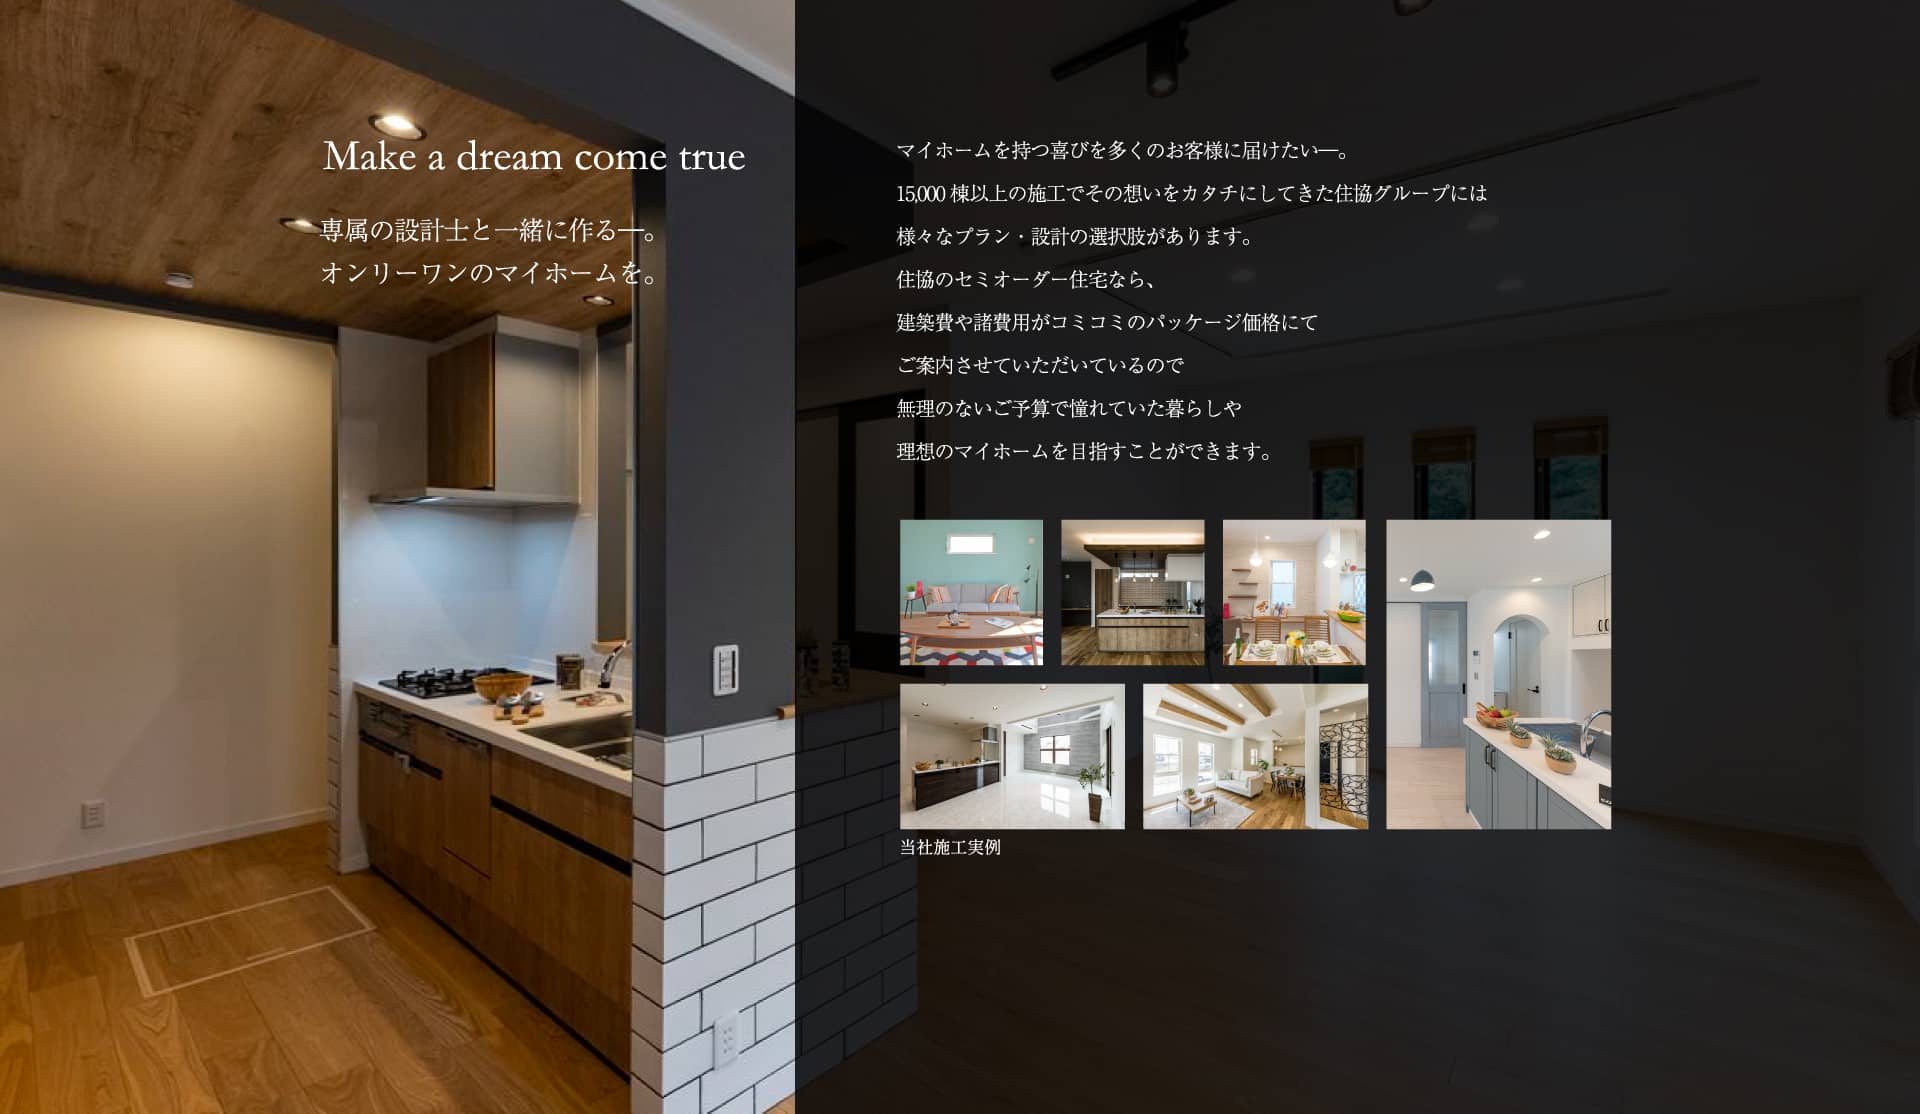 Make a dream come true
専属の設計士と一緒に作る―。
オンリーワンのマイホームを。
マイホームを持つ喜びを多くのお客様に届けたい―。
15,000 棟以上の施工でその想いをカタチにしてきた住協グループには
様々なプラン・設計の選択肢があります。
住協のセミオーダー住宅なら、
建築費や諸費用がコミコミのパッケージ価格にて
ご案内させていただいているので
無理のないご予算で憧れていた暮らしや
理想のマイホームを目指すことができます。
当社施工実例